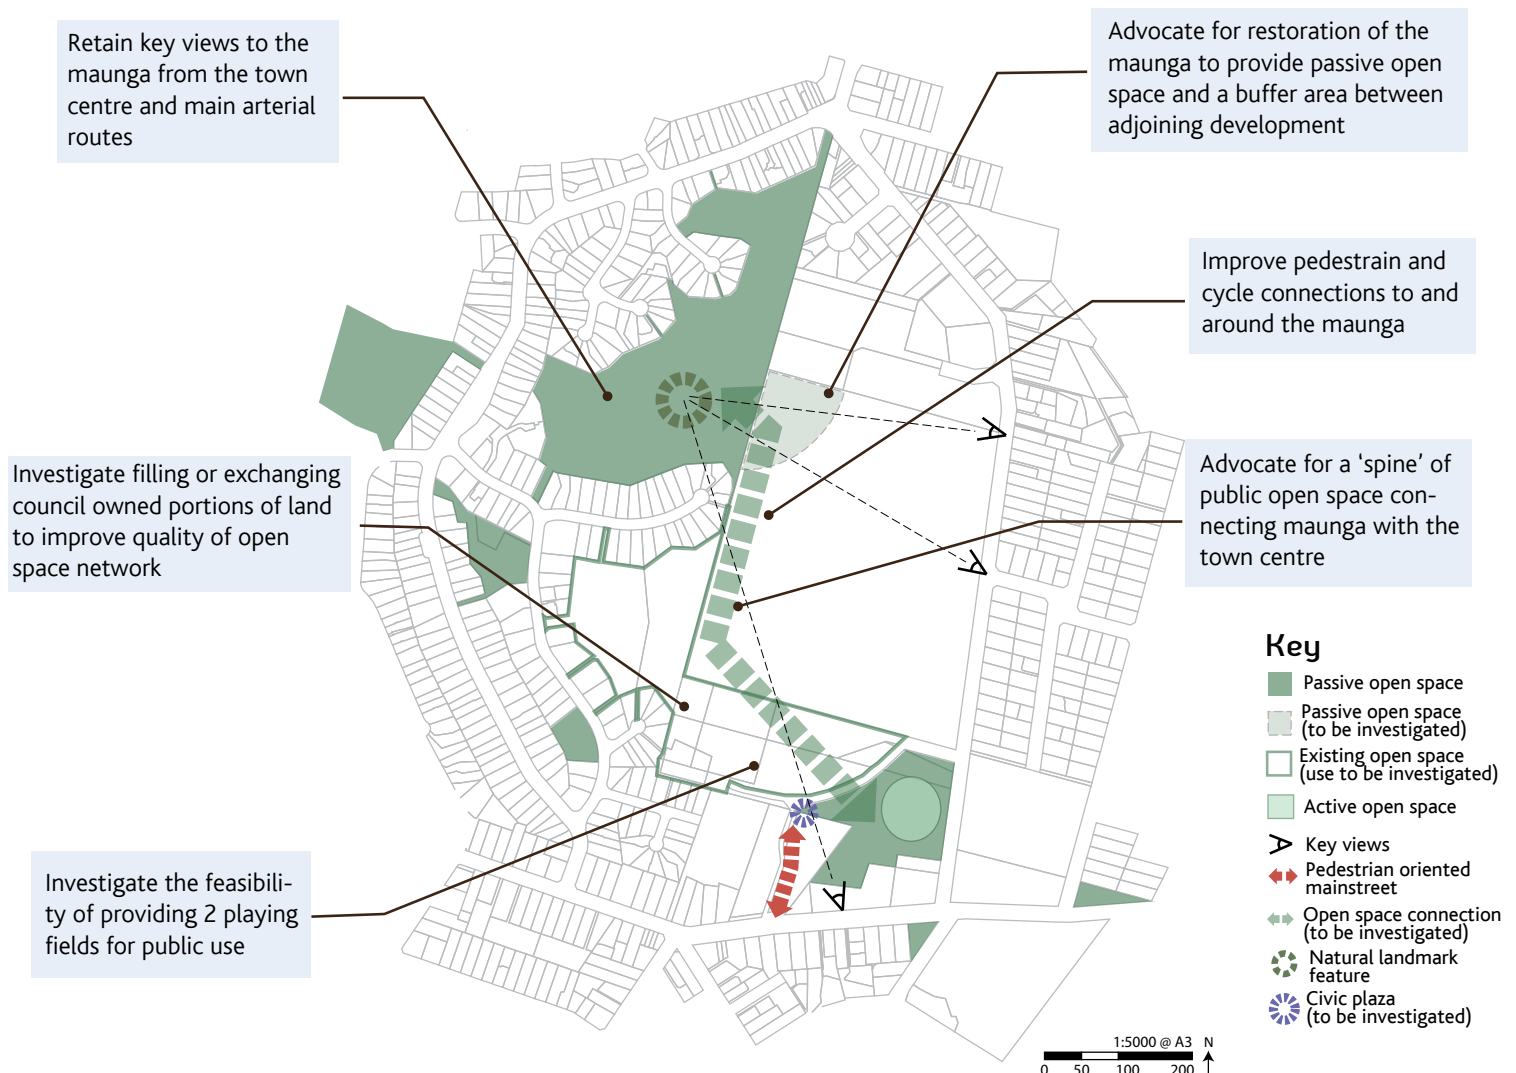 Retain key views to the
maunga from the town
centre and main arterial
routes
Advocate for restoration of the
maunga to provide passive open
space and a buffer area between
adjoining development
Improve pedestrain and
cycle connections to and
around the maunga
Investigate filling or exchanging
council owned portions of land
to improve quality of open
space network
Advocate for a ‘spine’ of
public open space con-
necting maunga with the
town centre
Investigate the feasibili-
ty of providing 2 playing
fields for public use
Key
Passive open space
Passive open space
(to be investigated)
Existing open space
(use to be investigated)
Active open space
Key views
Pedestrian oriented
mainstreet
Open space connection
(to be investigated)
Natural landmark
feature
Civic plaza
(to be investigated)
1:5000 @ A3 N
0 50 100 200